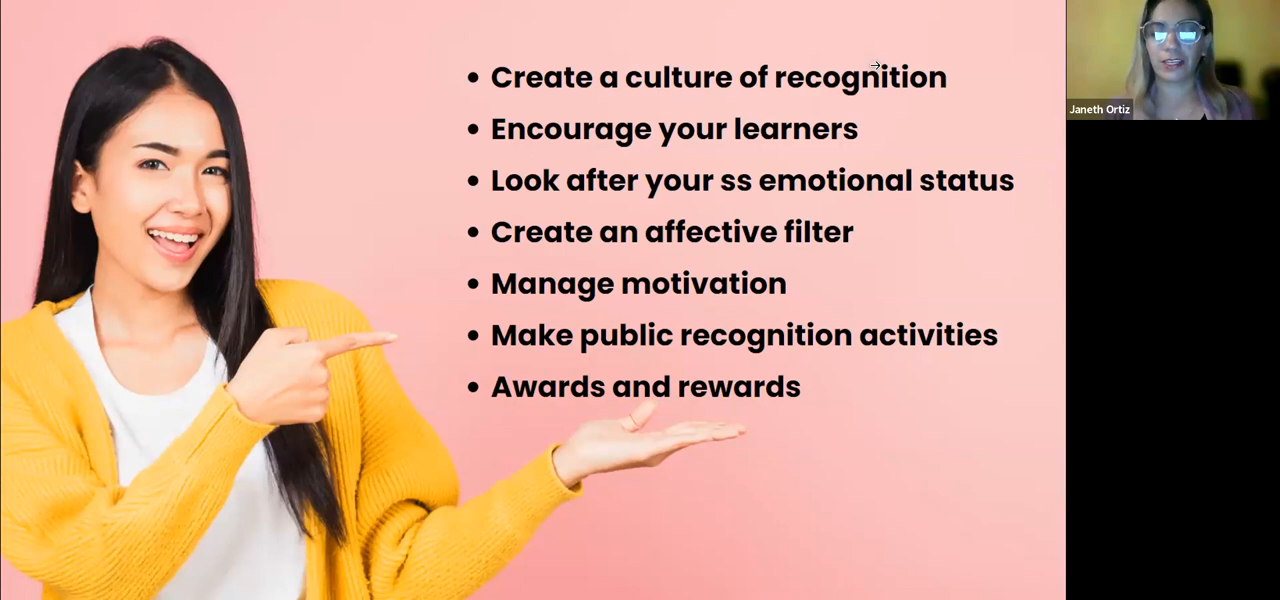 • Create a culture of recognition
• Encourage your learners
• Look after your ss emotional status
• Create an affective filter
• Manage motivation
• Make public recognition activities
• Awards and rewards
Janeth Ortiz